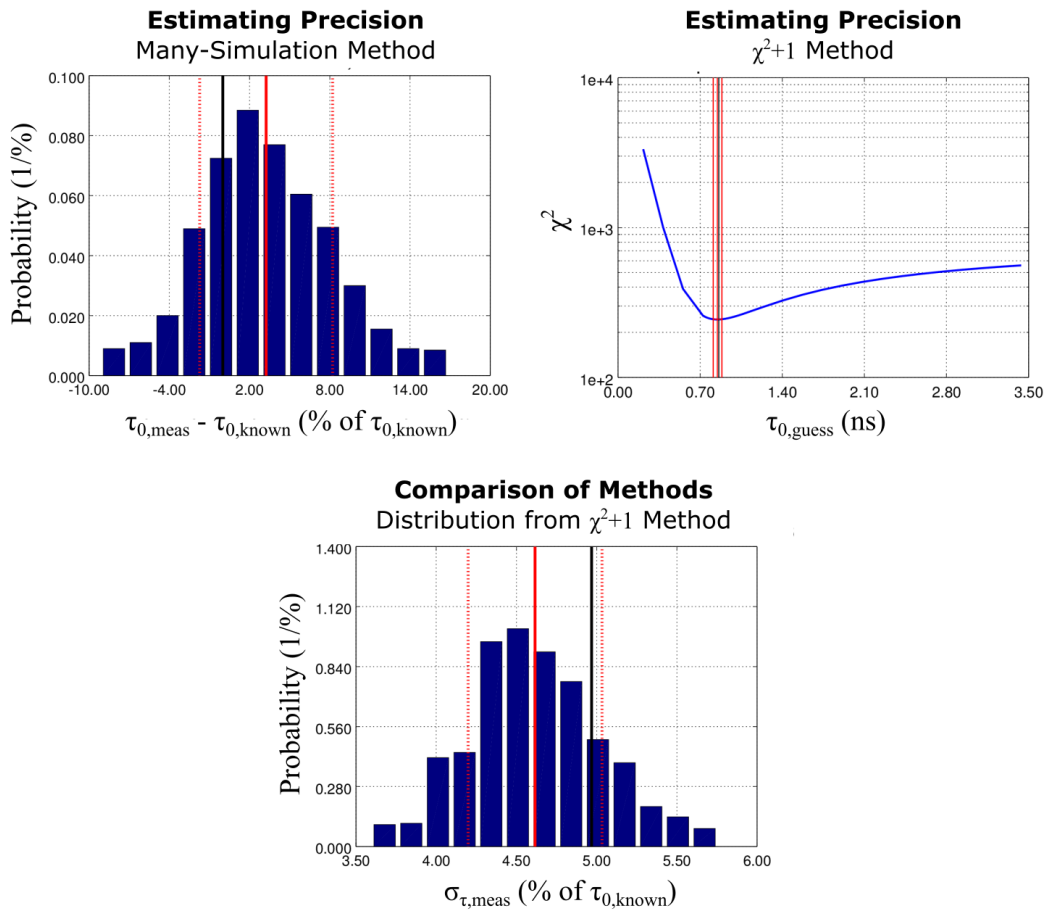 Estimating Precision
Many-Simulation Method
Probability (1/%)
0.100
0.080
0.060
0.040
0.020
0.000
-10.00 -4.00 2.00 8.00 14.00 20.00
τ0,meas - τ0,known (% of τ0,known)
Estimating Precision
χ²+1 Method
χ²
1e+4
1e+3
1e+2
0.00 0.70 1.40 2.10 2.80 3.50
τ0,guess (ns)
Comparison of Methods
Distribution from χ²+1 Method
Probability (1/%)
1.400
1.120
0.840
0.560
0.280
0.000
3.50 4.00 4.50 5.00 5.50 6.00
στ,meas (% of τ0,known)